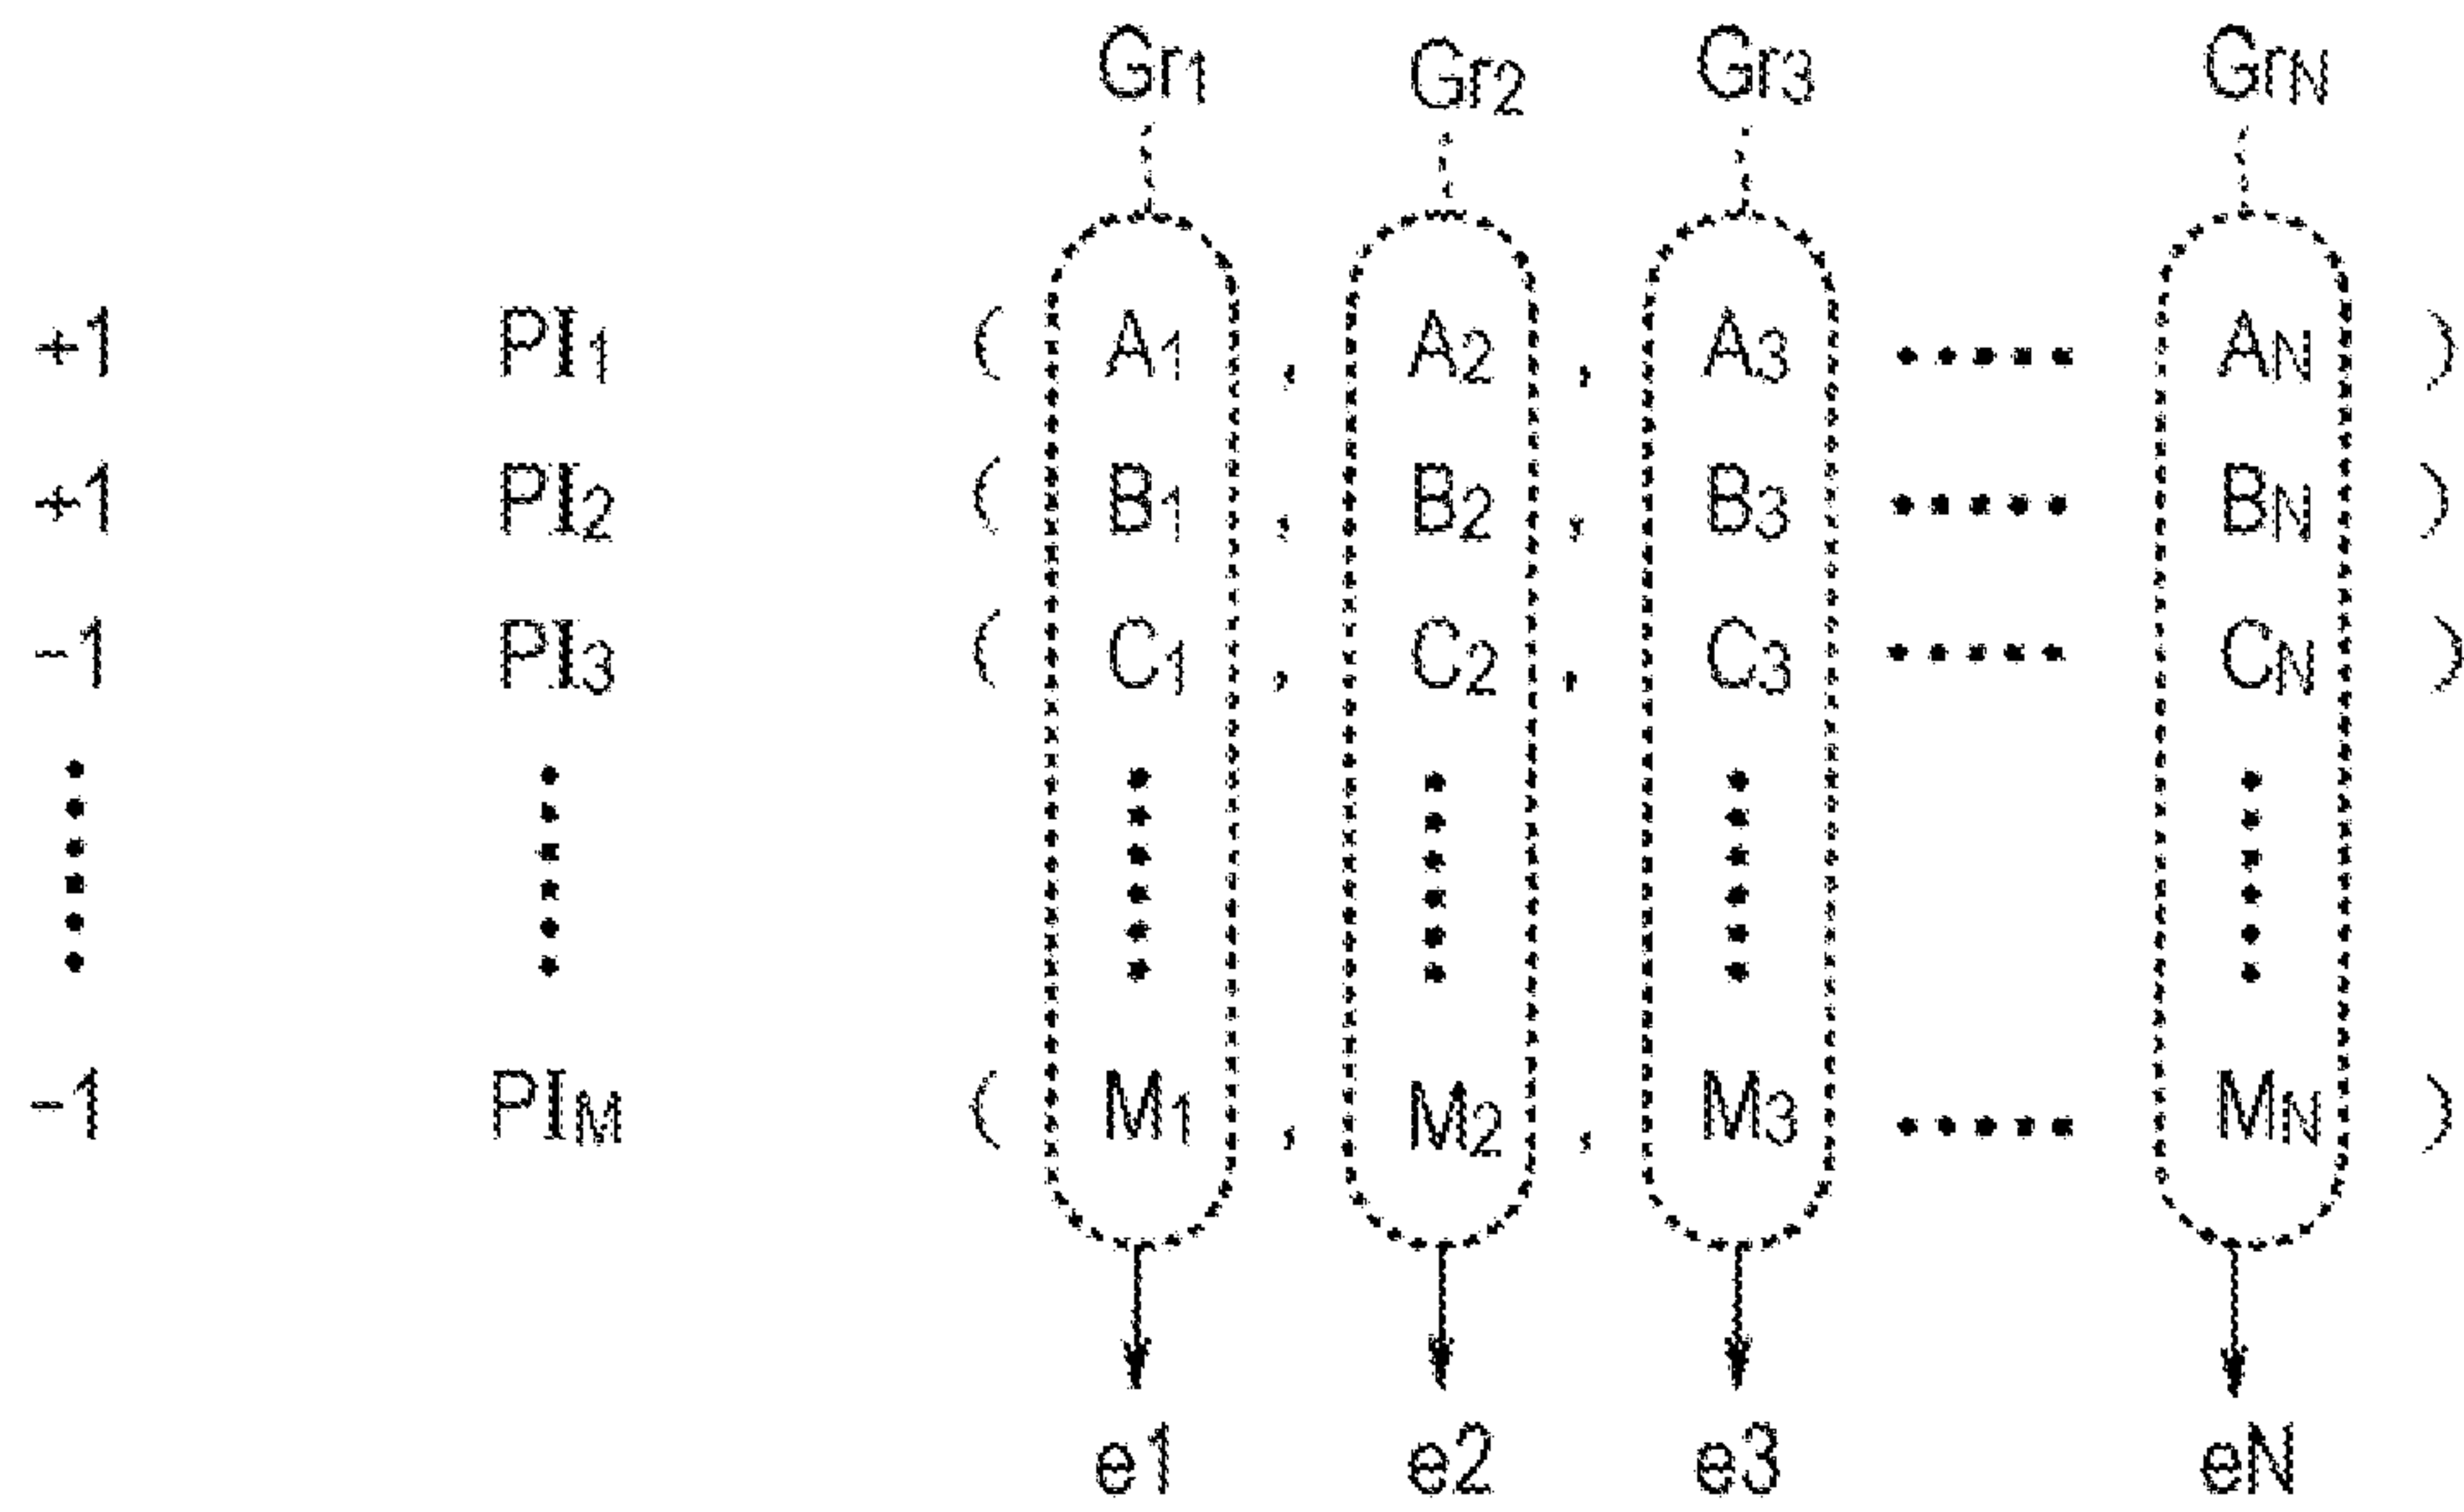 Gr1 Gr2 Gr3 GrN
+1 PI1 ( A1 , A2 , A3 ····· AN )
+1 PI2 ( B1 , B2 , B3 ····· BN )
-1 PI3 ( C1 , C2 , C3 ····· CN )
-1 PIM ( M1 , M2 , M3 ····· MN )
e1 e2 e3 eN